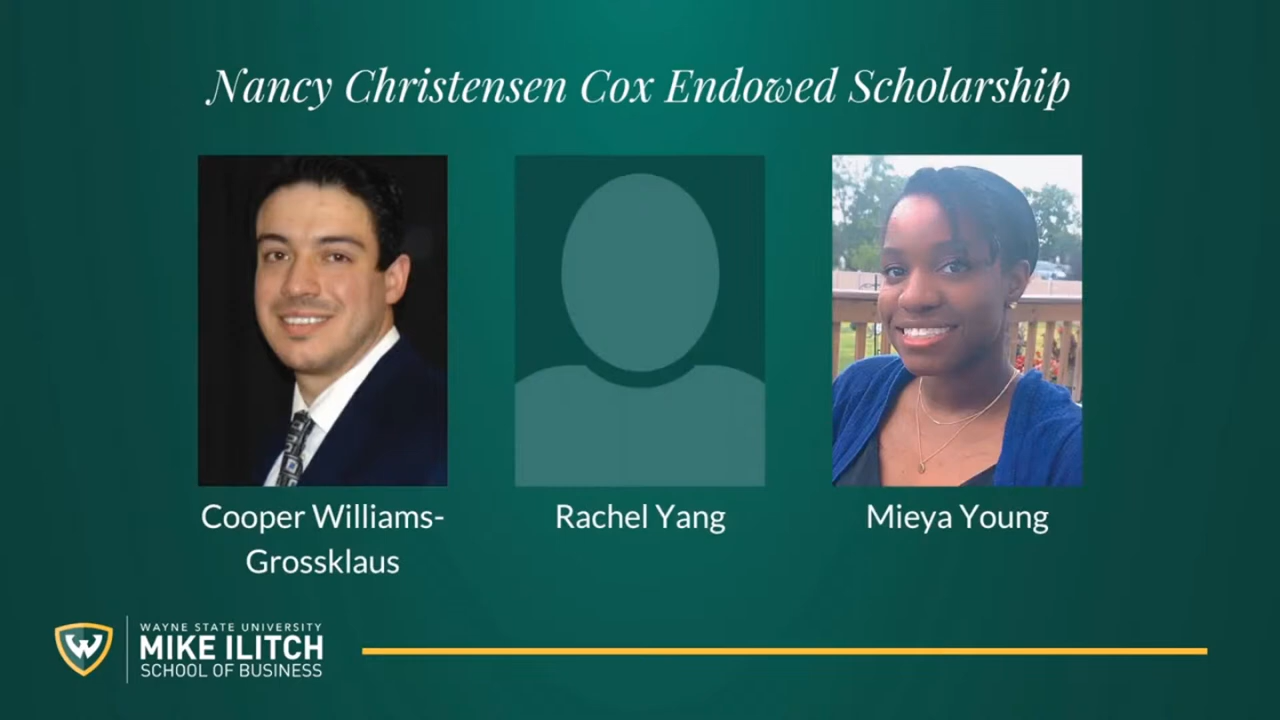 Nancy Christensen Cox Endowed Scholarship
Cooper Williams-
Grossklaus
Rachel Yang
Mieya Young
W
WAYNE STATE UNIVERSITY
MIKE ILITCH
SCHOOL OF BUSINESS